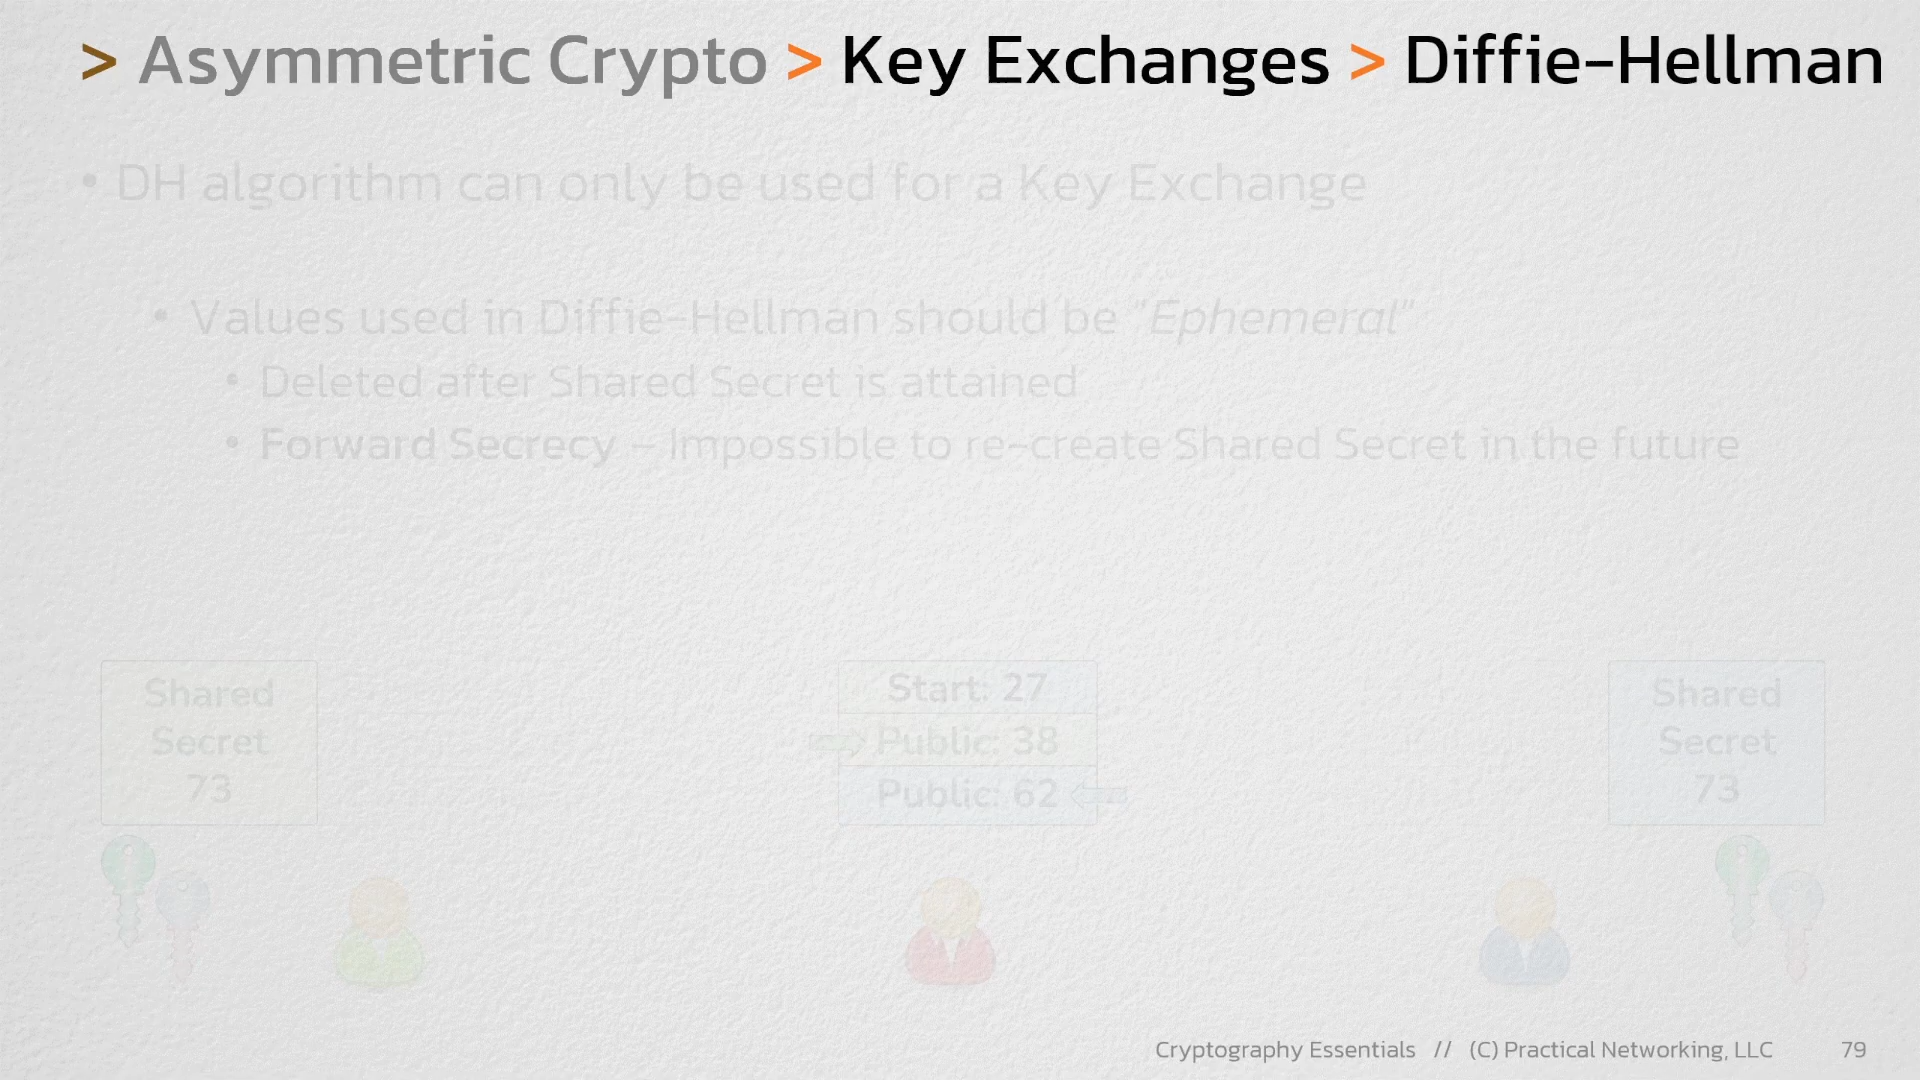 > Asymmetric Crypto > Key Exchanges > Diffie-Hellman
• DH algorithm can only be used for a Key Exchange
• Values used in Diffie-Hellman should be "Ephemeral"
• Deleted after Shared Secret is attained
• Forward Secrecy – Impossible to re-create Shared Secret in the future
Shared
Secret
73
Start: 27
Public: 38
Public: 62
Shared
Secret
73
Cryptography Essentials // (C) Practical Networking, LLC 79